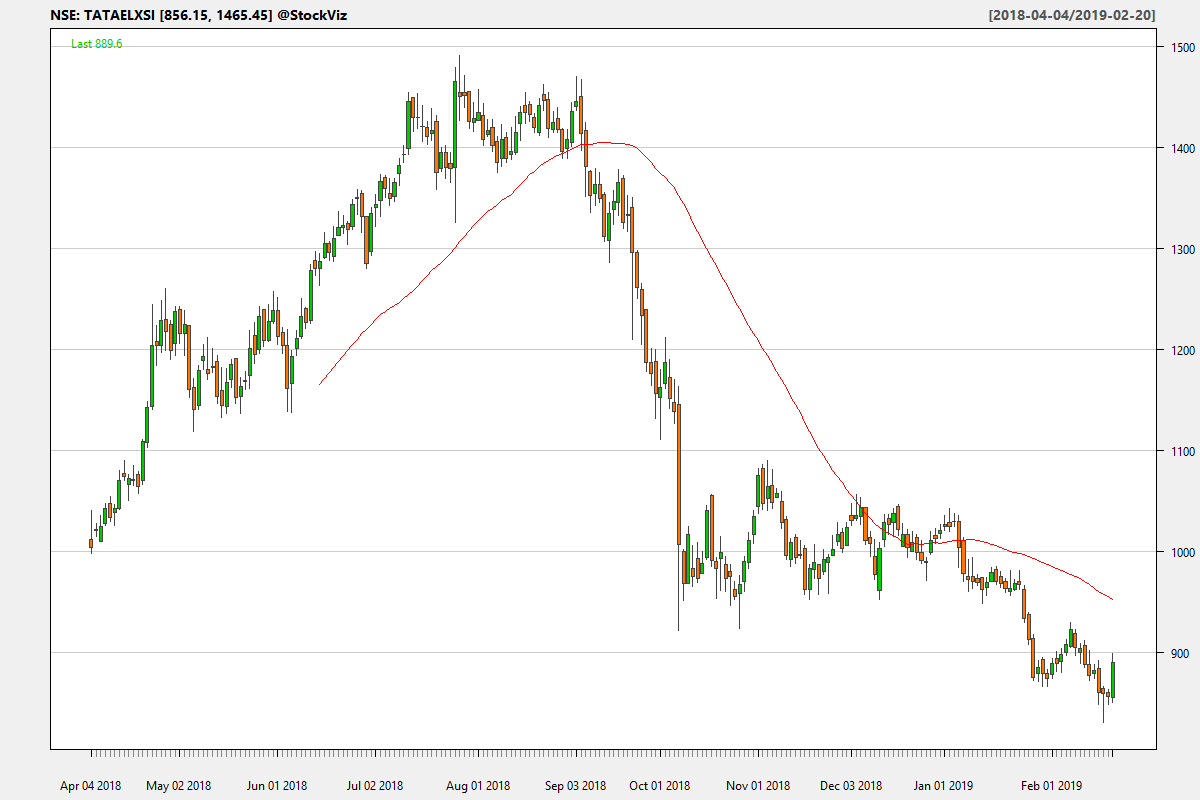 NSE: TATAELXSI [856.15, 1465.45] @StockViz
[2018-04-04/2019-02-20]
Last 889.6
1500
1400
1300
1200
1100
1000
900
Apr 04 2018 May 02 2018 Jun 01 2018 Jul 02 2018 Aug 01 2018 Sep 03 2018 Oct 01 2018 Nov 01 2018 Dec 03 2018 Jan 01 2019 Feb 01 2019